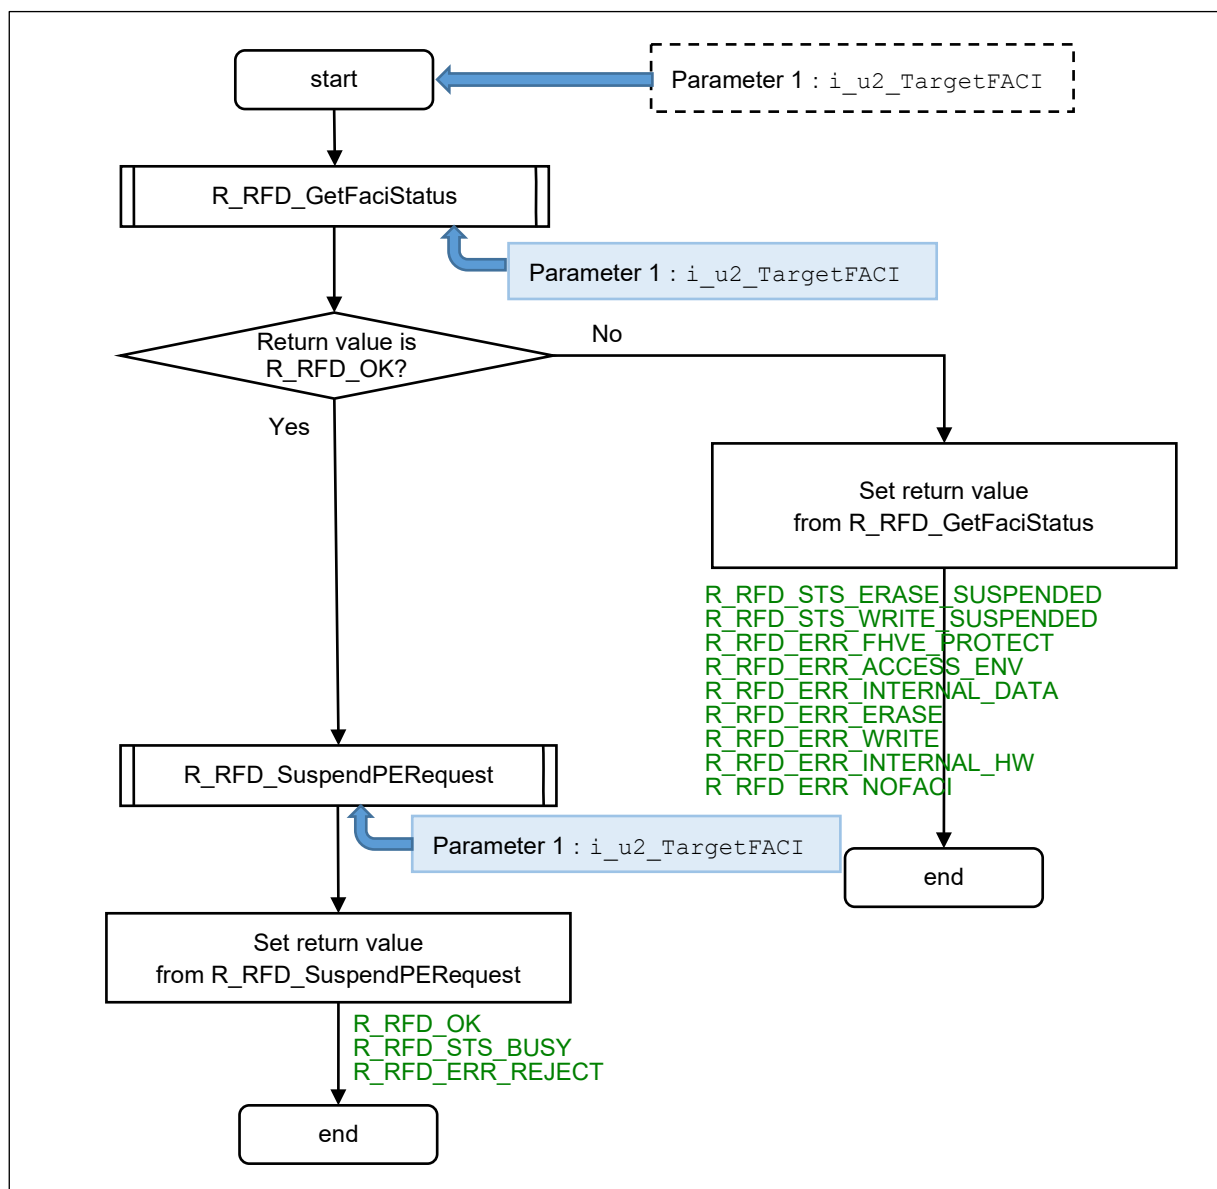 start
Parameter 1 : i_u2_TargetFACI
R_RFD_GetFaciStatus
Parameter 1 : i_u2_TargetFACI
Return value is
R_RFD_OK?
No
Yes
Set return value
from R_RFD_GetFaciStatus
R_RFD_STS_ERASE_SUSPENDED
R_RFD_STS_WRITE_SUSPENDED
R_RFD_ERR_FHVE_PROTECT
R_RFD_ERR_ACCESS_ENV
R_RFD_ERR_INTERNAL_DATA
R_RFD_ERR_ERASE
R_RFD_ERR_WRITE
R_RFD_ERR_INTERNAL_HW
R_RFD_ERR_NOFACI
end
R_RFD_SuspendPERequest
Parameter 1 : i_u2_TargetFACI
Set return value
from R_RFD_SuspendPERequest
R_RFD_OK
R_RFD_STS_BUSY
R_RFD_ERR_REJECT
end